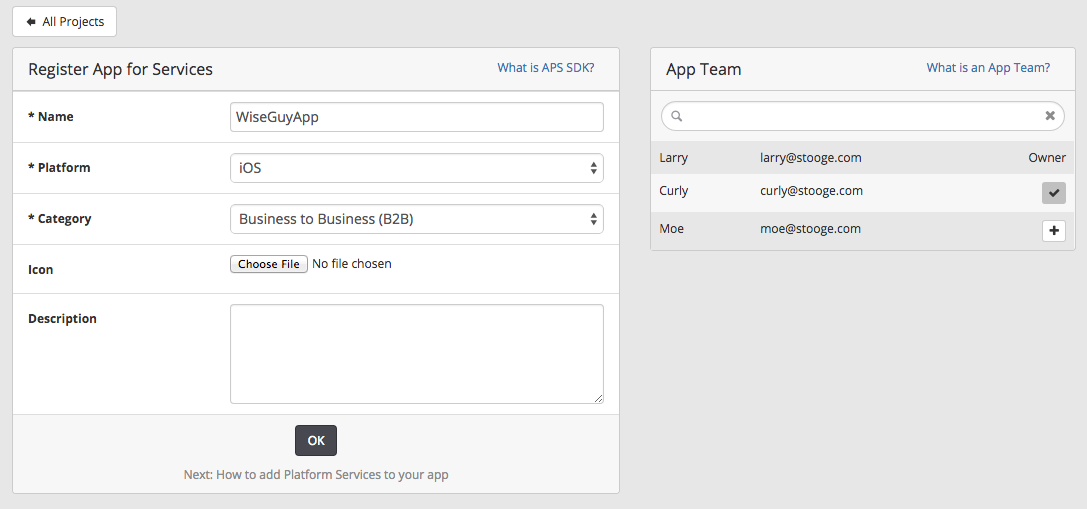 All Projects
Register App for Services
What is APS SDK?
* Name
WiseGuyApp
* Platform
iOS
* Category
Business to Business (B2B)
Icon
Choose File No file chosen
Description
OK
Next: How to add Platform Services to your app
App Team
What is an App Team?
Larry larry@stooge.com Owner
Curly curly@stooge.com
Moe moe@stooge.com